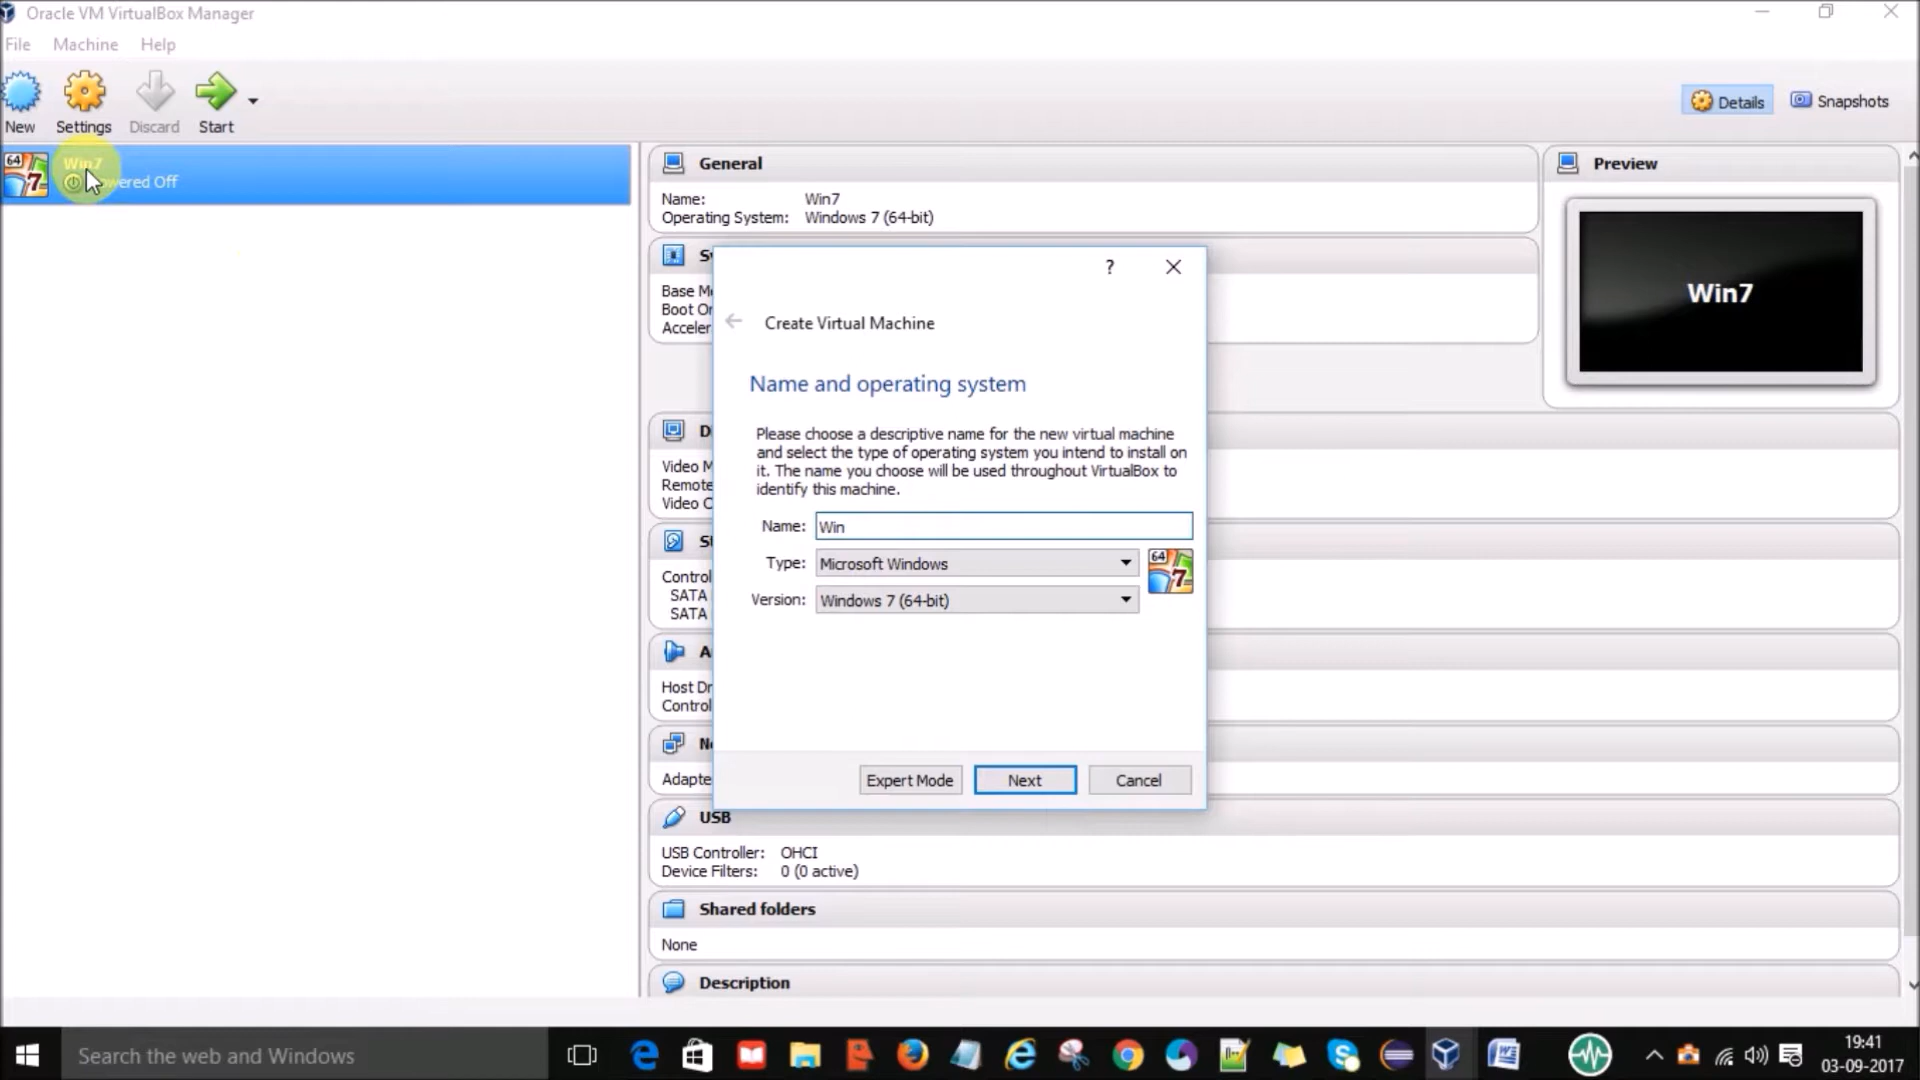 Oracle VM VirtualBox Manager
File Machine Help
New Settings Discard Start
Details Snapshots
64 7 Win7
wered Off
General
Name: Win7
Operating System: Windows 7 (64-bit)
Preview
Win7
Base
Boot
Acceler
? 
Create Virtual Machine
Name and operating system
Please choose a descriptive name for the new virtual machine
and select the type of operating system you intend to install on
it. The name you choose will be used throughout VirtualBox to
identify this machine.
Name: Win
Type: Microsoft Windows
64 7
Version: Windows 7 (64-bit)
Expert Mode Next Cancel
Video
Remote
Video
Control
SATA
SATA
Host
Control
Adapte
USB
USB Controller: OHCI
Device Filters: 0 (0 active)
Shared folders
None
Description
Search the web and Windows
19:41
03-09-2017